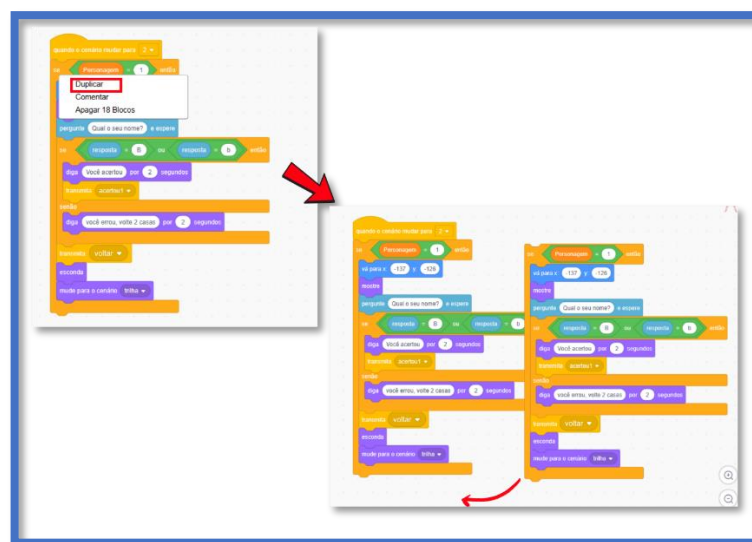 quando o cenário mudar para 2
se Personagem = 1 então
Duplicar
Comentar
Apagar 18 Blocos
pergunte Qual o seu nome? e espere
se resposta = B ou resposta = b então
diga Você acertou por 2 segundos
transmita acertou1
senão
diga você errou, volte 2 casas por 2 segundos
transmita voltar
esconda
mude para o cenário trilha
quando o cenário mudar para 2
se Personagem = 1 então
vá para x: -137 y: -126
mostre
pergunte Qual o seu nome? e espere
se resposta = B ou resposta = b
diga Você acertou por 2 segundos
transmita acertou1
senão
diga você errou, volte 2 casas por 2 segundos
transmita voltar
esconda
mude para o cenário trilha
se Personagem = 1 então
vá para x: -137 y: -126
mostre
pergunte Qual o seu nome? e espere
se resposta = B ou resposta = b então
diga Você acertou por 2 segundos
transmita acertou1
senão
diga você errou, volte 2 casas por 2 segundos
transmita voltar
esconda
mude para o cenário trilha